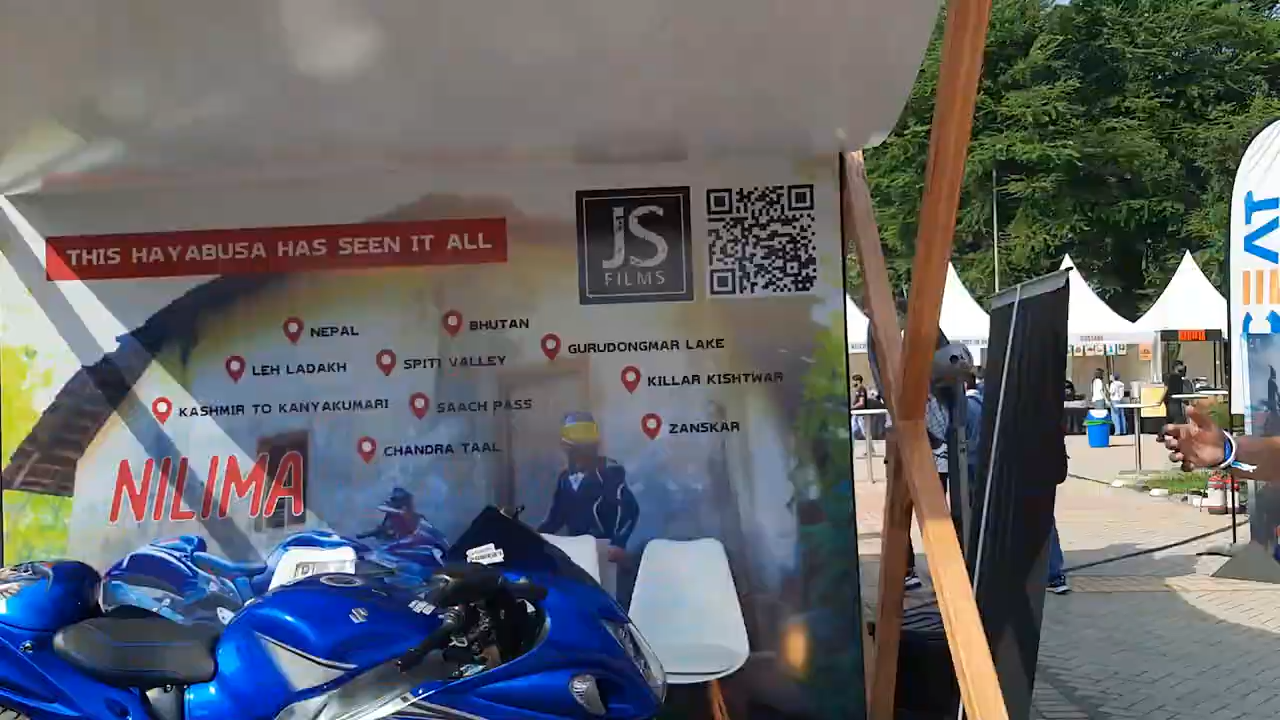 THIS HAYABUSA HAS SEEN IT ALL
JS
FILMS
NEPAL
BHUTAN
GURUDONGMAR LAKE
LEH LADAKH
SPITI VALLEY
KILLAR KISHTWAR
KASHMIR TO KANYAKUMARI
SAACH PASS
ZANSKAR
CHANDRA TAAL
NILIMA